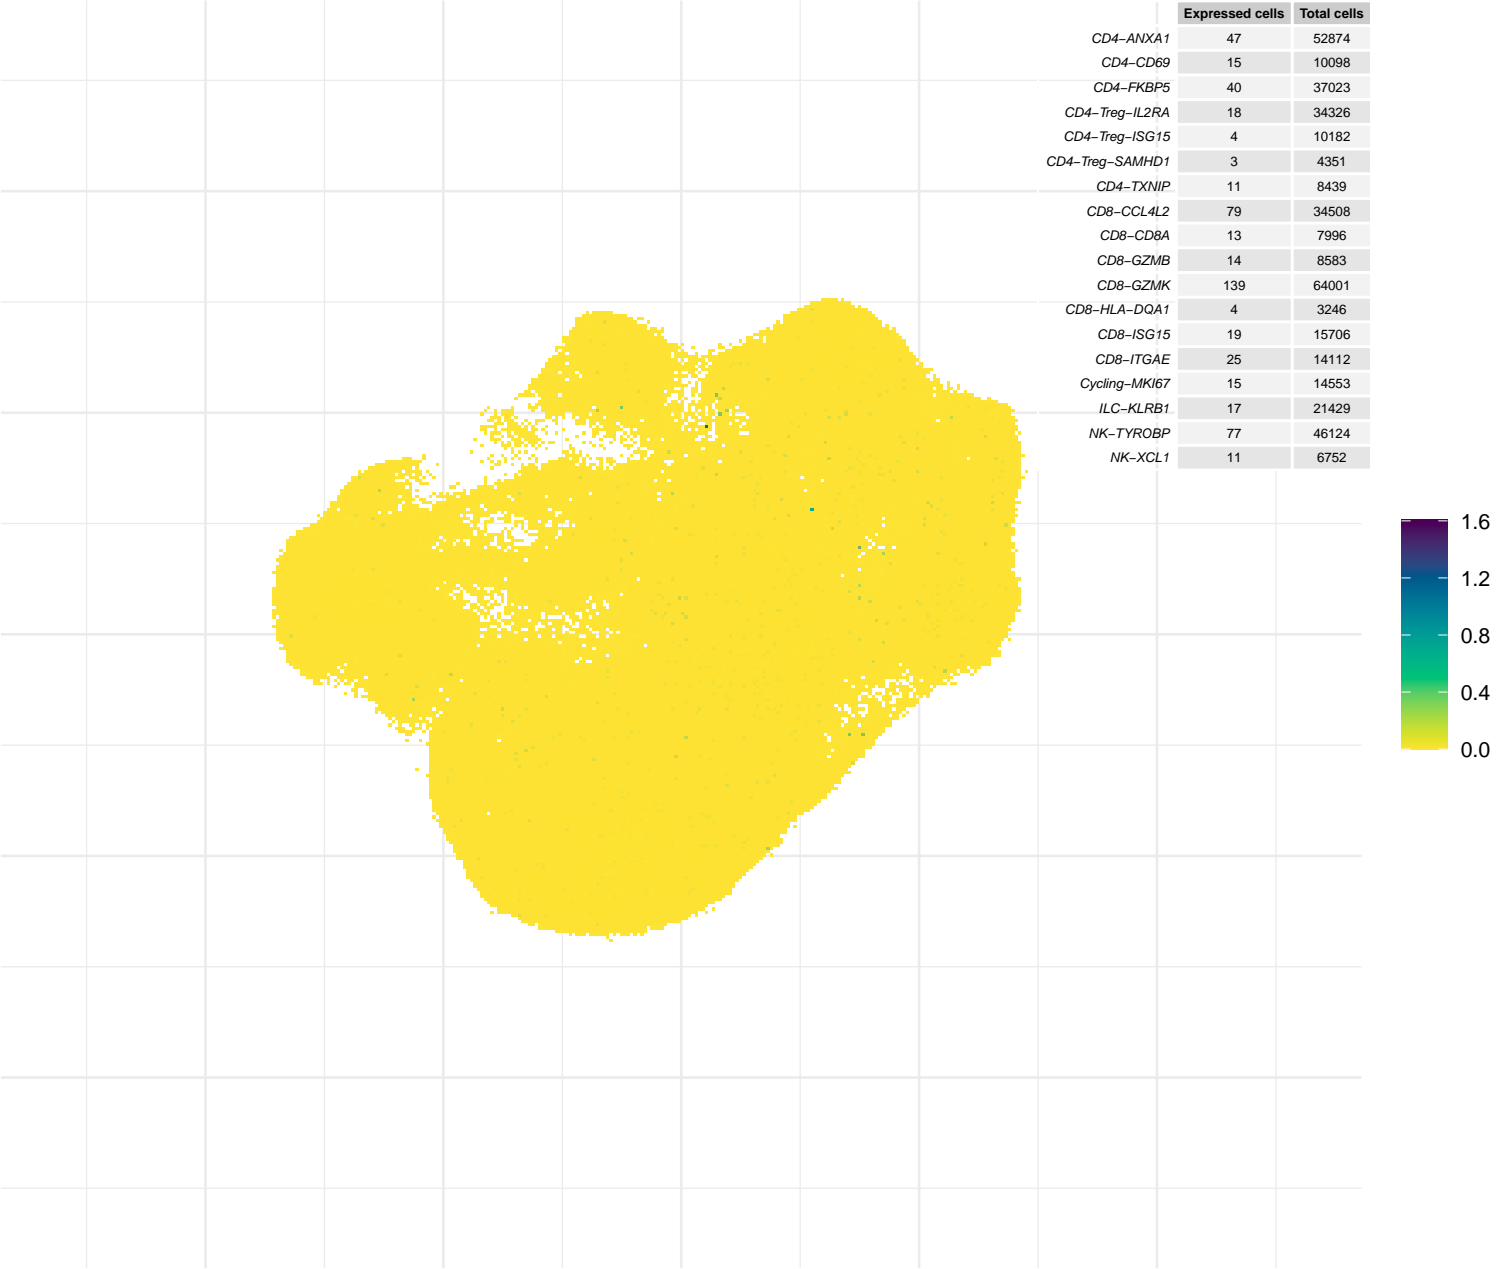 Expressed cells Total cells
CD4−ANXA1 47 52874
CD4−CD69 15 10098
CD4−FKBP5 40 37023
CD4−Treg−IL2RA 18 34326
CD4−Treg−ISG15 4 10182
CD4−Treg−SAMHD1 3 4351
CD4−TXNIP 11 8439
CD8−CCL4L2 79 34508
CD8−CD8A 13 7996
CD8−GZMB 14 8583
CD8−GZMK 139 64001
CD8−HLA−DQA1 4 3246
CD8−ISG15 19 15706
CD8−ITGAE 25 14112
Cycling−MKI67 15 14553
ILC−KLRB1 17 21429
NK−TYROBP 77 46124
NK−XCL1 11 6752
1.6
1.2
0.8
0.4
0.0